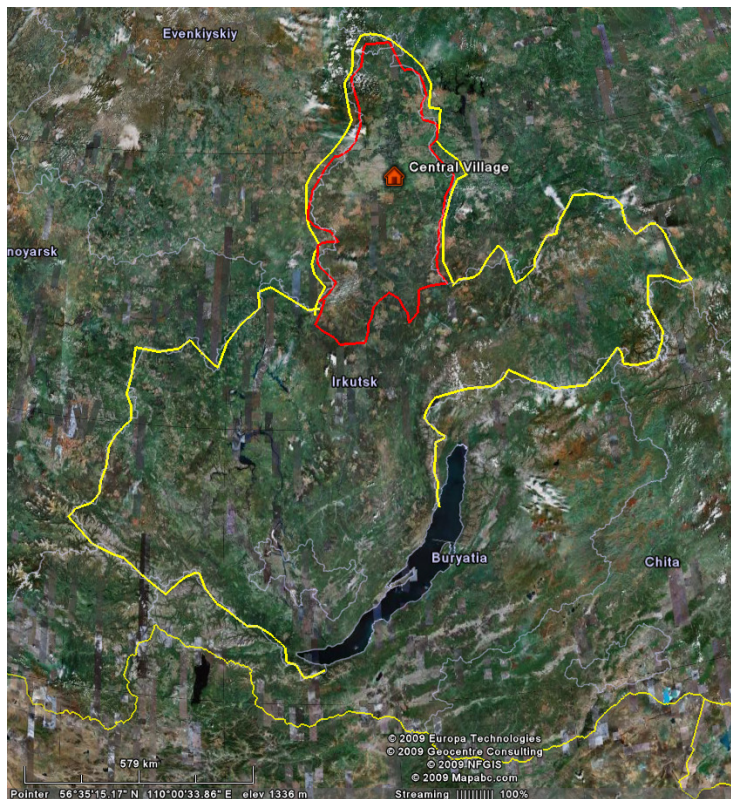 Evenkiyskiy
Central Village
noyarsk
Irkutsk
Buryatia
Chita
© 2009 Europa Technologies
© 2009 Geocentre Consulting
© 2009 NFGIS
© 2009 Mapabc.com
579 km
Pointer 56°35'15.17" N 110°00'33.86" E elev 1336 m Streaming ||||||||| 100%